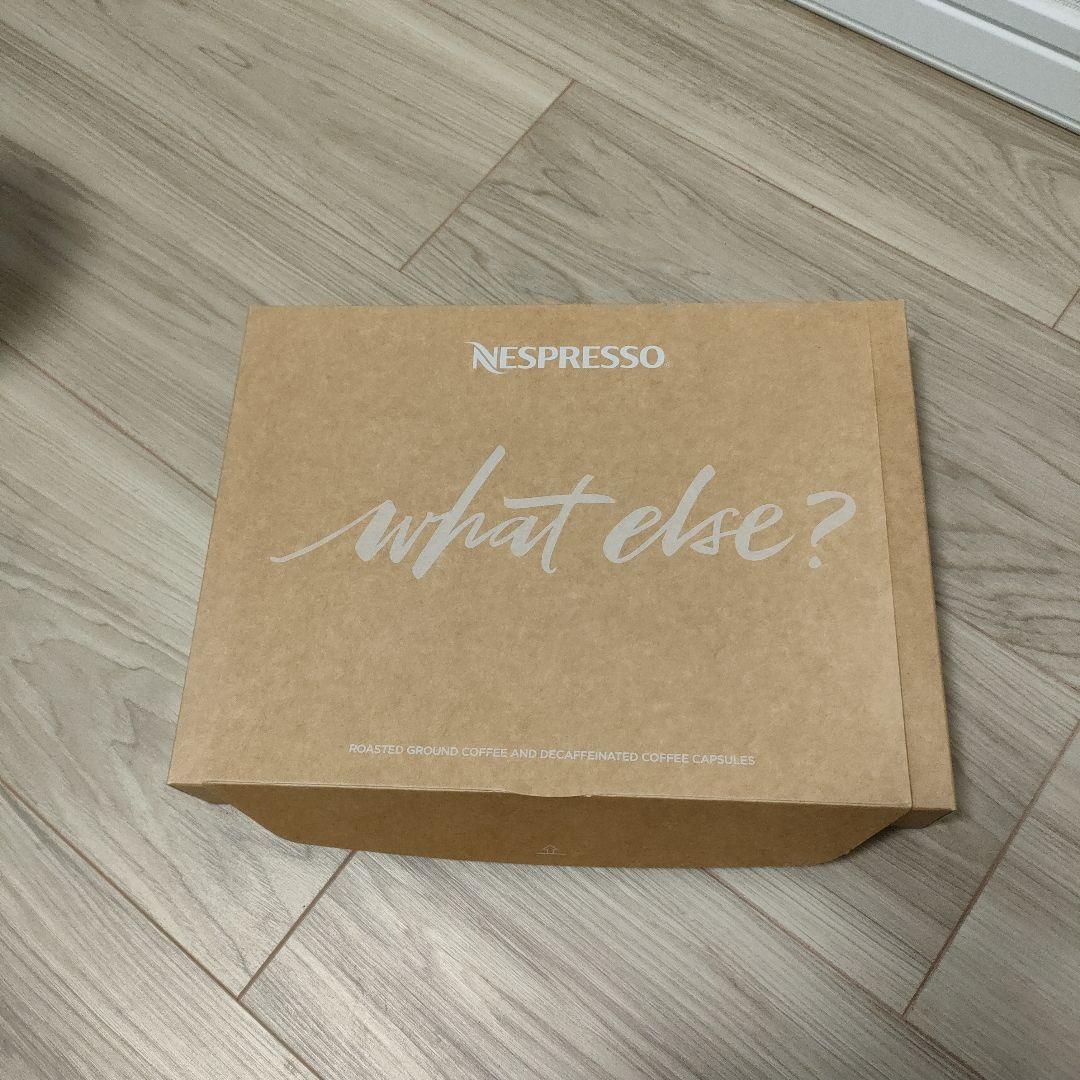 NESPRESSO
what else?
ROASTED GROUND COFFEE AND DECAFFEINATED COFFEE CAPSULES